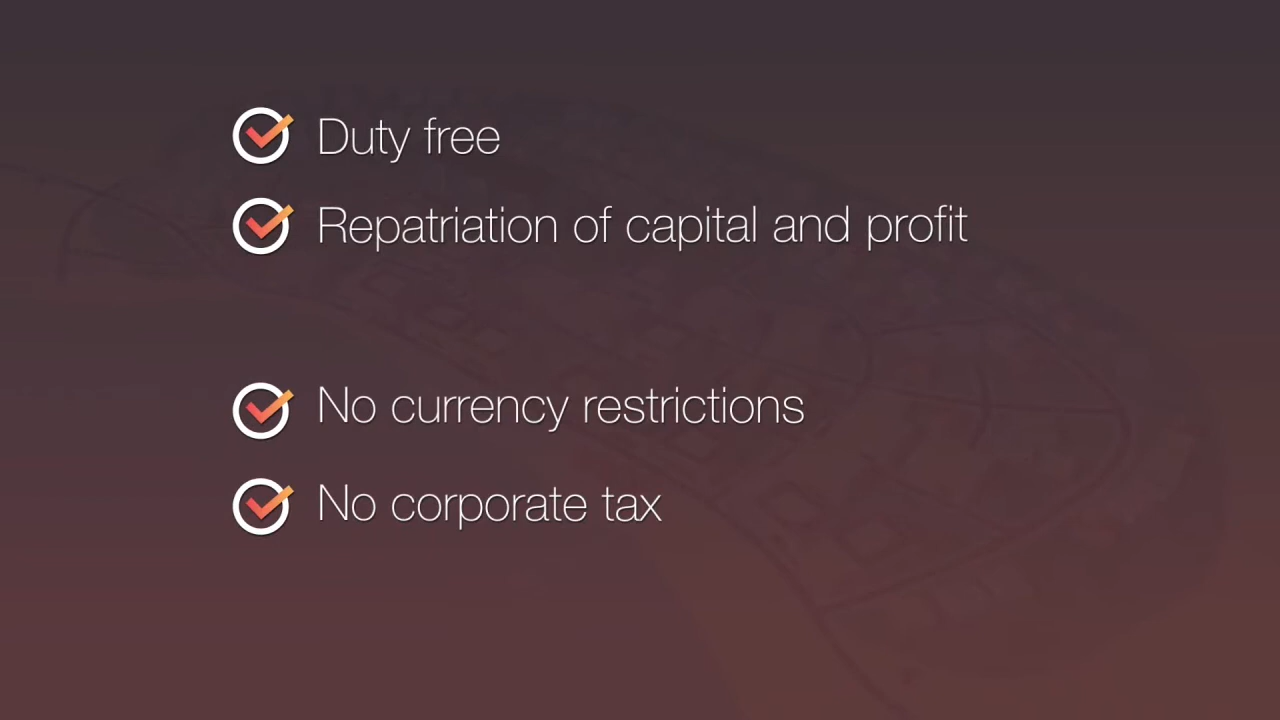 Duty free
Repatriation of capital and profit
No currency restrictions
No corporate tax